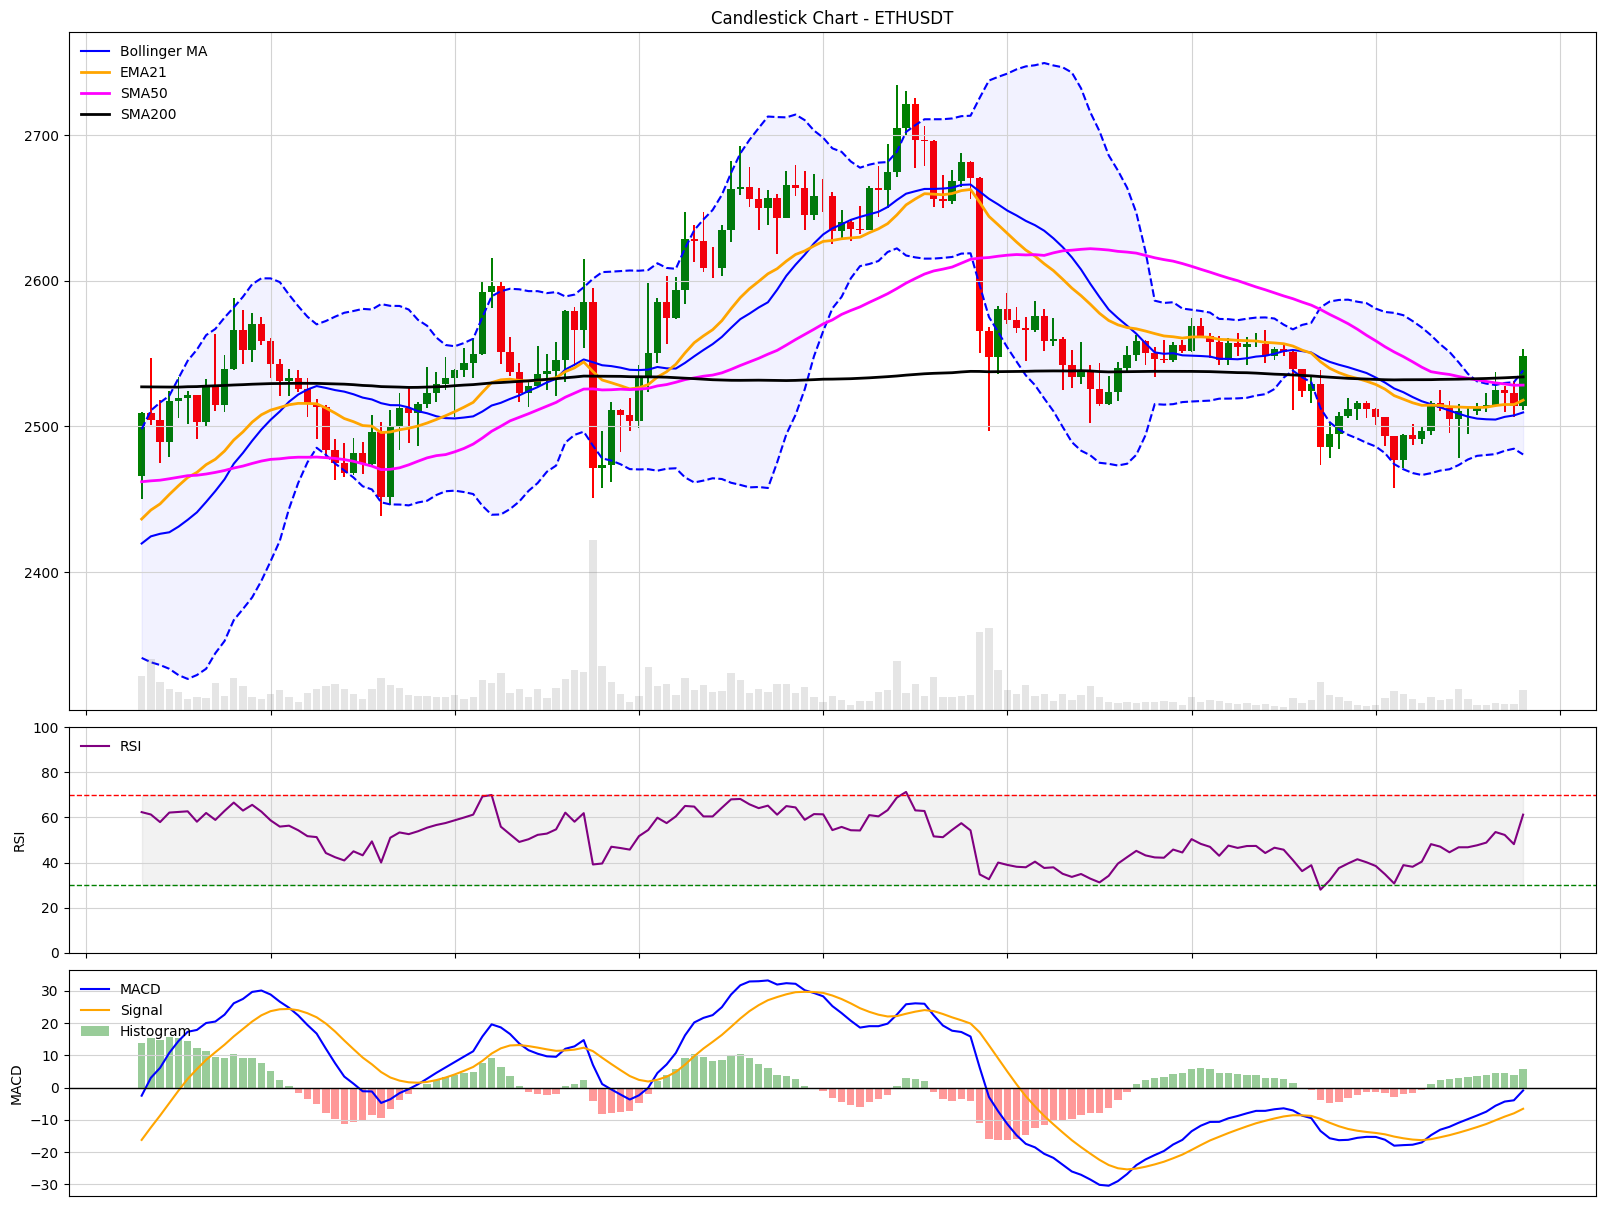 Candlestick Chart - ETHUSDT
Bollinger MA
EMA21
SMA50
SMA200
2700
2600
2500
2400
RSI
100
80
60
40
20
0
RSI
MACD
Signal
Histogram
30
20
10
0
−10
−20
−30
MACD